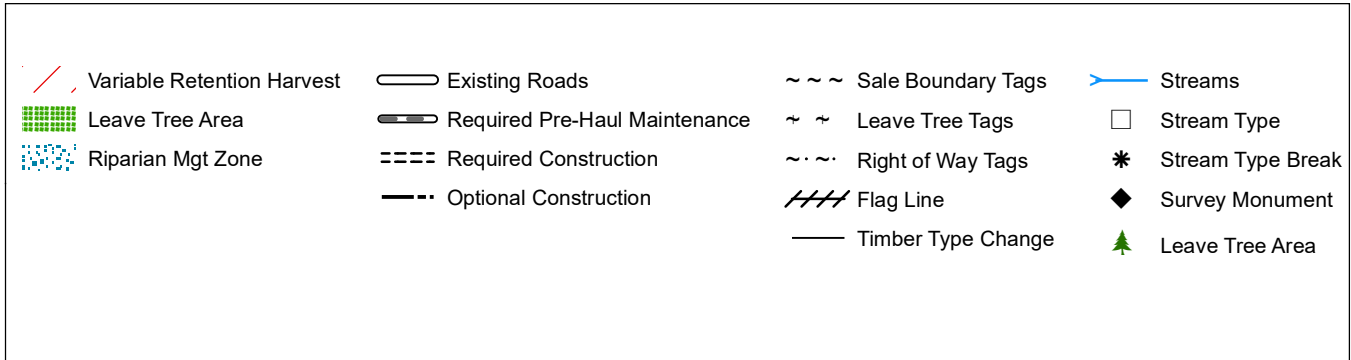 Variable Retention Harvest
Leave Tree Area
Riparian Mgt Zone
Existing Roads
Required Pre-Haul Maintenance
Required Construction
Optional Construction
Sale Boundary Tags
Leave Tree Tags
Right of Way Tags
Flag Line
Timber Type Change
Streams
Stream Type
Stream Type Break
Survey Monument
Leave Tree Area